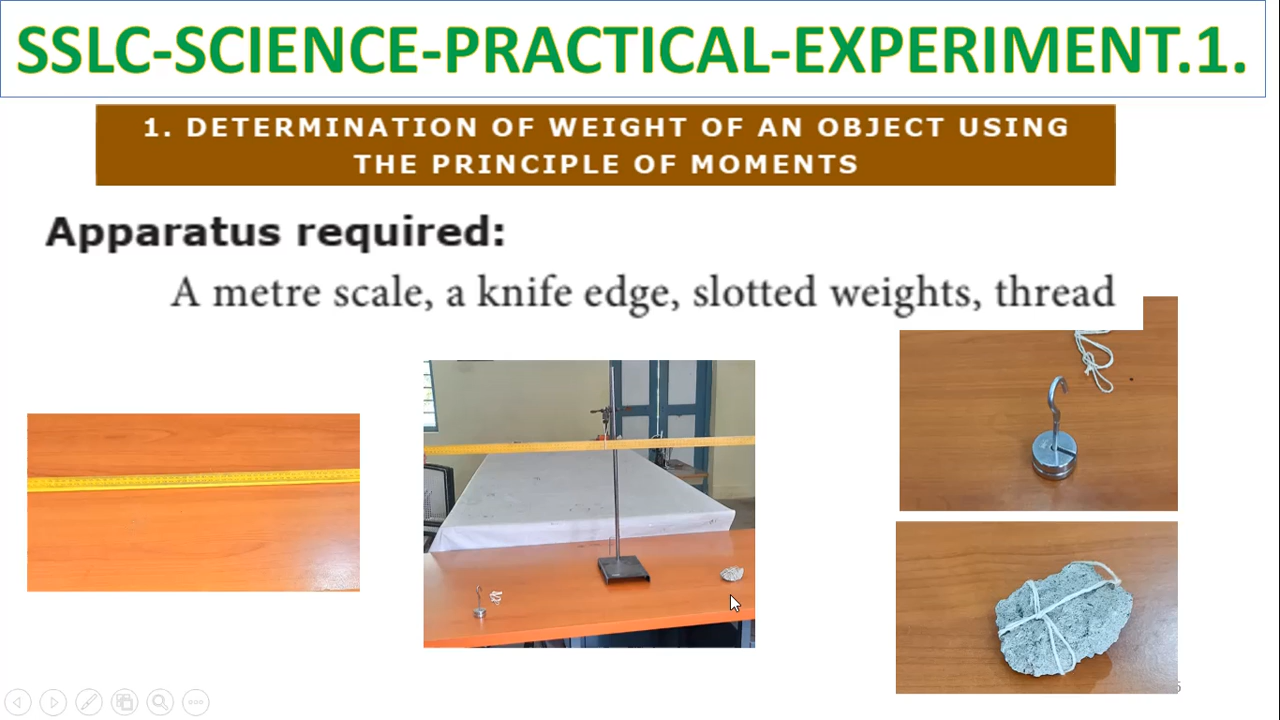 SSLC-SCIENCE-PRACTICAL-EXPERIMENT.1.
1. DETERMINATION OF WEIGHT OF AN OBJECT USING
THE PRINCIPLE OF MOMENTS
Apparatus required:
A metre scale, a knife edge, slotted weights, thread